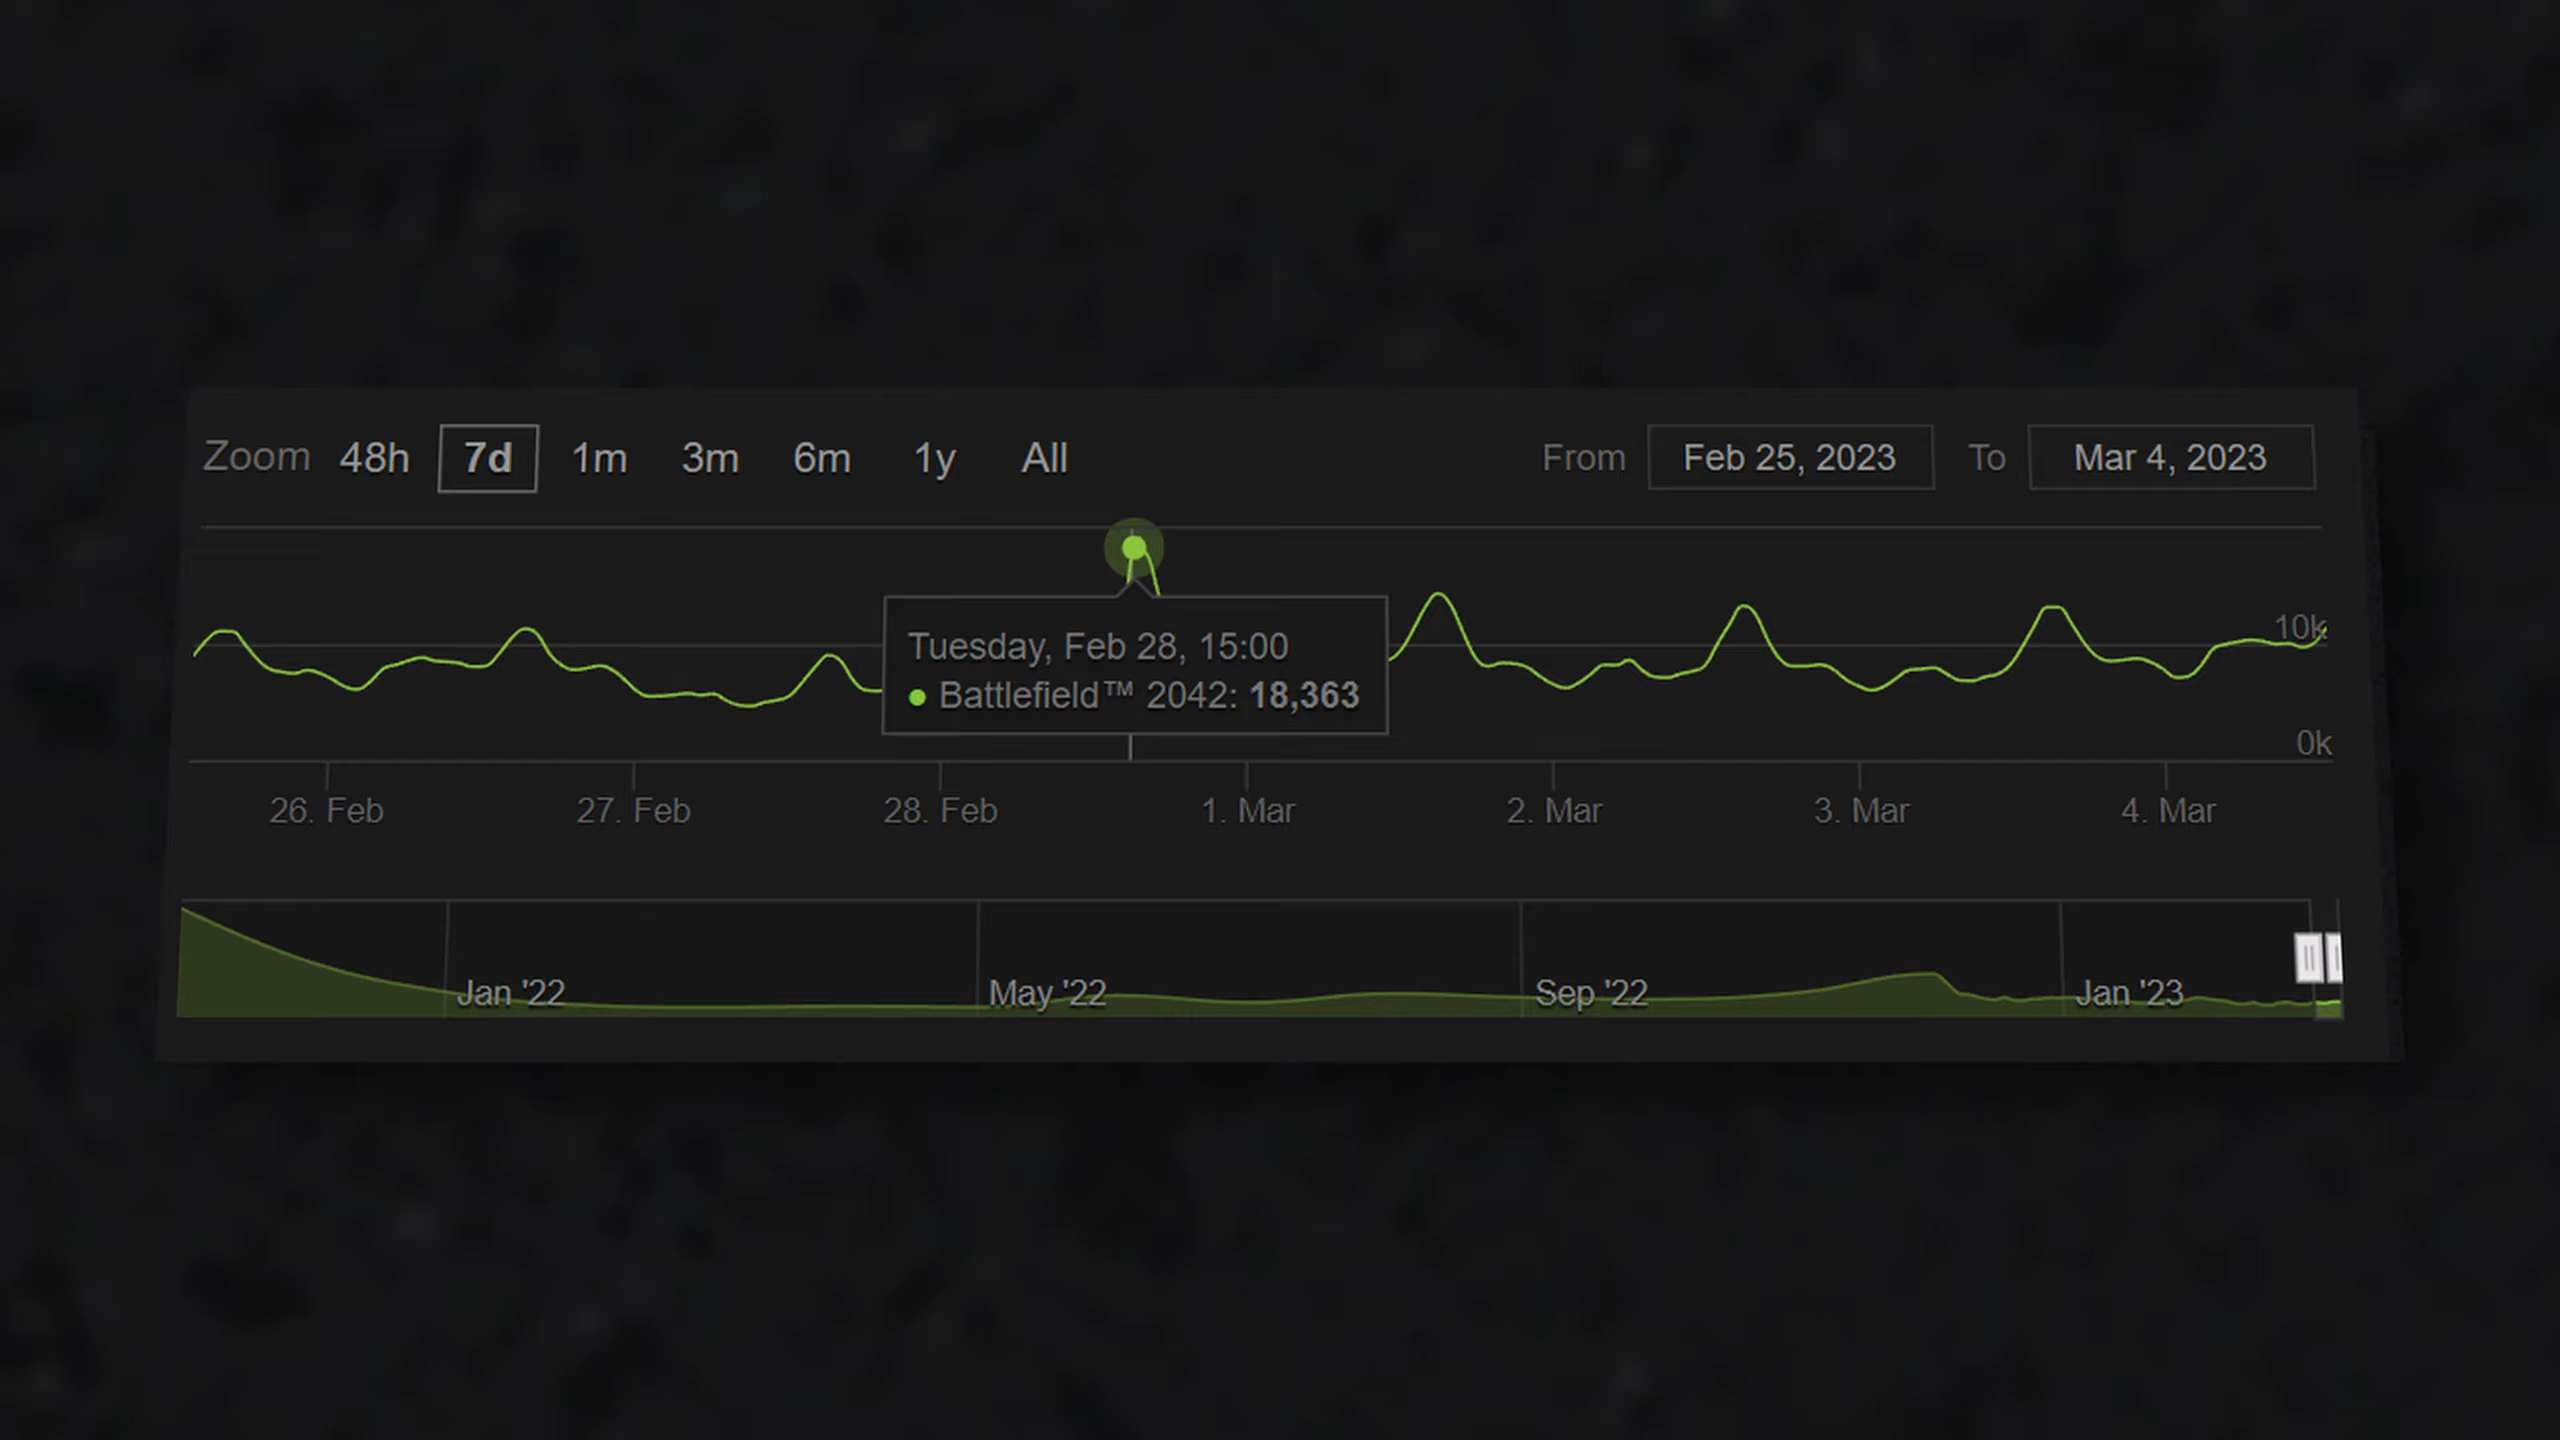 Zoom 48h 7d 1m 3m 6m 1y All From Feb 25, 2023 To Mar 4, 2023
Tuesday, Feb 28, 15:00
Battlefield™ 2042: 18,363
10k
0k
26. Feb 27. Feb 28. Feb 1. Mar 2. Mar 3. Mar 4. Mar
Jan '22 May '22 Sep '22 Jan '23